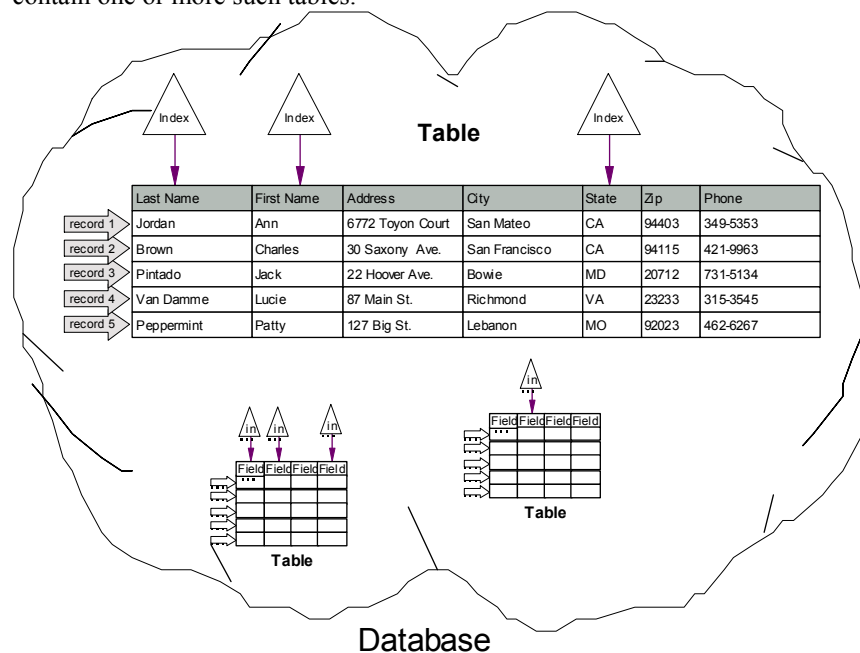 contain one or more such tables.
Index Index Index
Table
Last Name First Name Address City State Zip Phone
record 1 Jordan Ann 6772 Toyon Court San Mateo CA 94403 349-5353
record 2 Brown Charles 30 Saxony Ave. San Francisco CA 94115 421-9963
record 3 Pintado Jack 22 Hoover Ave. Bowie MD 20712 731-5134
record 4 Van Damme Lucie 87 Main St. Richmond VA 23233 315-3545
record 5 Peppermint Patty 127 Big St. Lebanon MO 92023 462-6267
in
Field Field Field Field
Table
in in in
Field Field Field Field
Table
Database